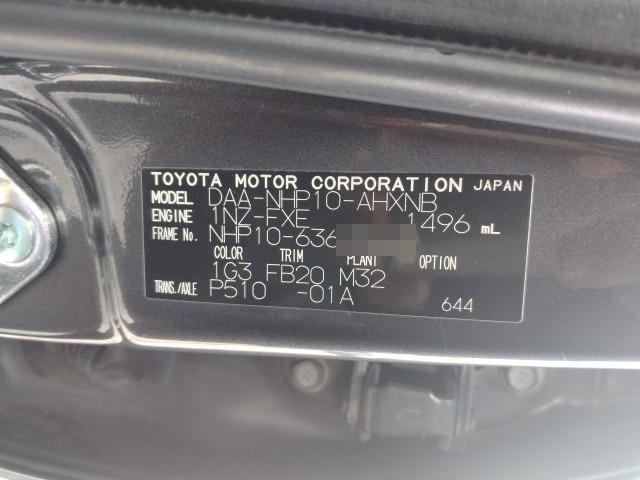 TOYOTA MOTOR CORPORATION JAPAN
MODEL DAA-NHP10-AHXNB
ENGINE 1NZ-FXE 1496 mL
FRAME No. NHP10-636
COLOR TRIM PLANT OPTION
1G3 FB20 M32
TRANS./AXLE P510 -01A 644